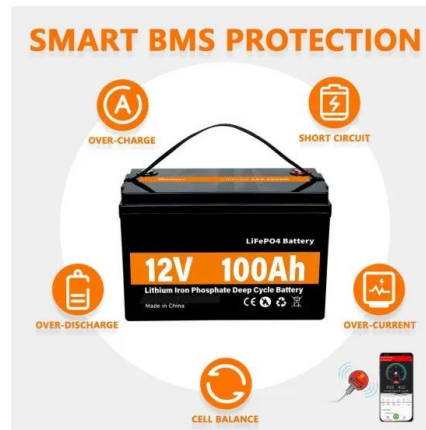 SMART BMS PROTECTION
A
OVER-CHARGE
SHORT CIRCUIT
LiFePO4 Battery
12V 100Ah
Lithium Iron Phosphate Deep Cycle Battery
Made in China
CE
OVER-DISCHARGE
OVER-CURRENT
CELL BALANCE